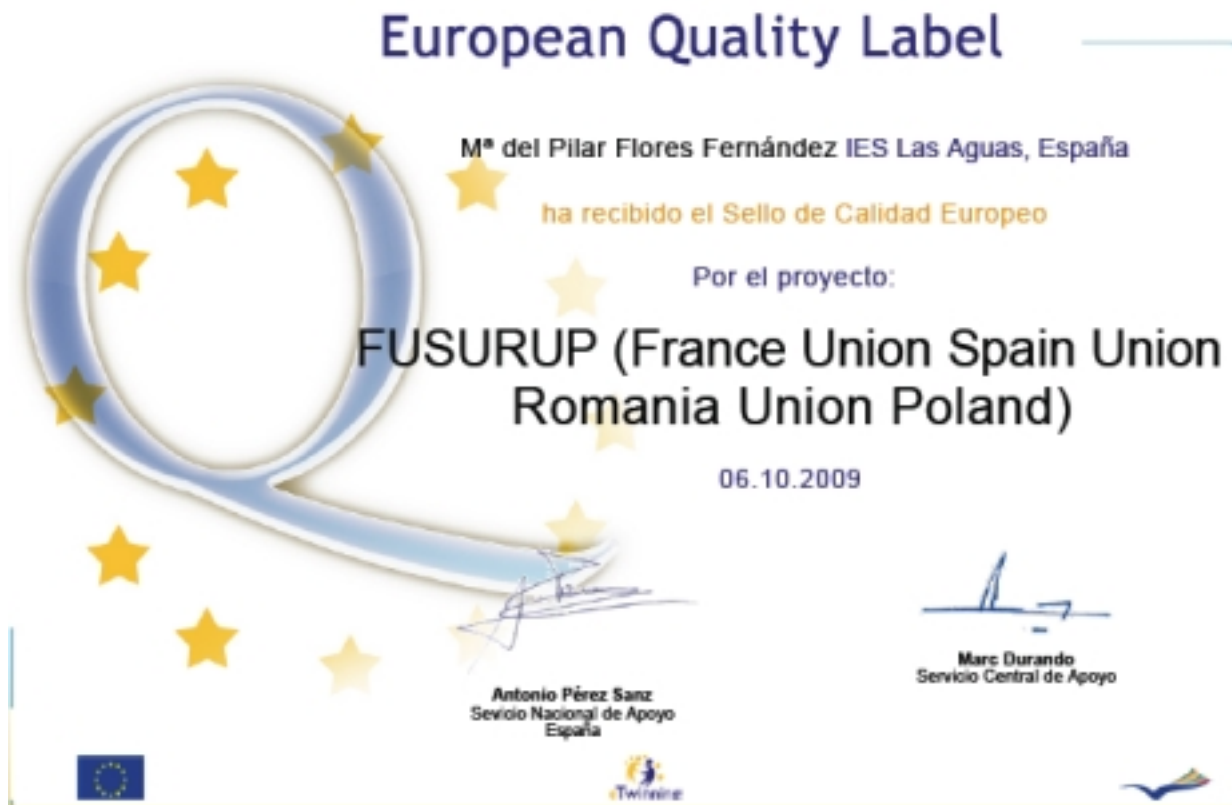 European Quality Label
Mª del Pilar Flores Fernández IES Las Aguas, España
ha recibido el Sello de Calidad Europeo
Por el proyecto:
FUSURUP (France Union Spain Union
Romania Union Poland)
06.10.2009
Antonio Pérez Sanz
Sevicio Nacional de Apoyo
España
Marc Durando
Servicio Central de Apoyo
eTwinning